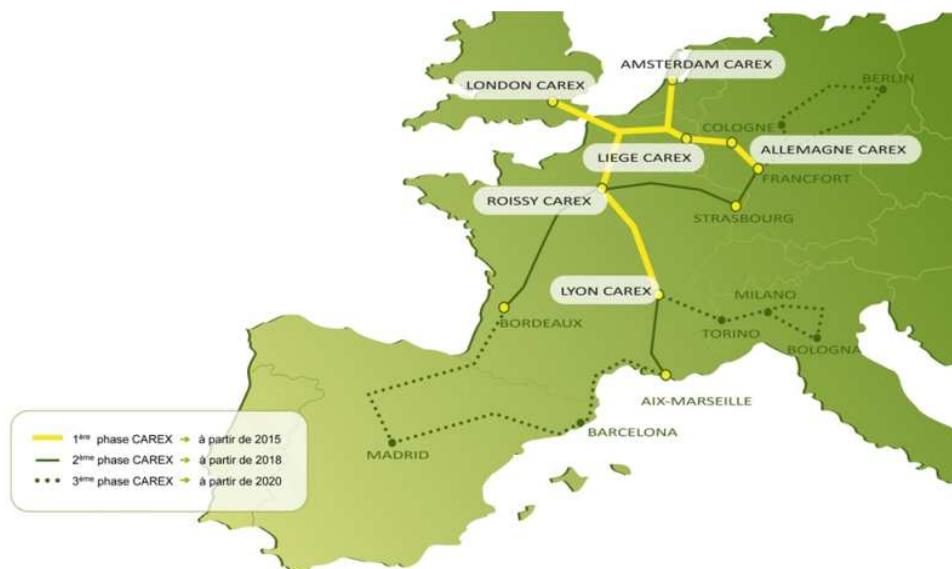 AMSTERDAM CAREX
LONDON CAREX
BERLIN
COLOGNE
ALLEMAGNE CAREX
LIEGE CAREX
FRANCFORT
ROISSY CAREX
STRASBOURG
LYON CAREX
MILANO
BORDEAUX
TORINO
BOLOGNA
AIX-MARSEILLE
BARCELONA
MADRID
1ère phase CAREX → à partir de 2015
2ème phase CAREX → à partir de 2018
3ème phase CAREX → à partir de 2020